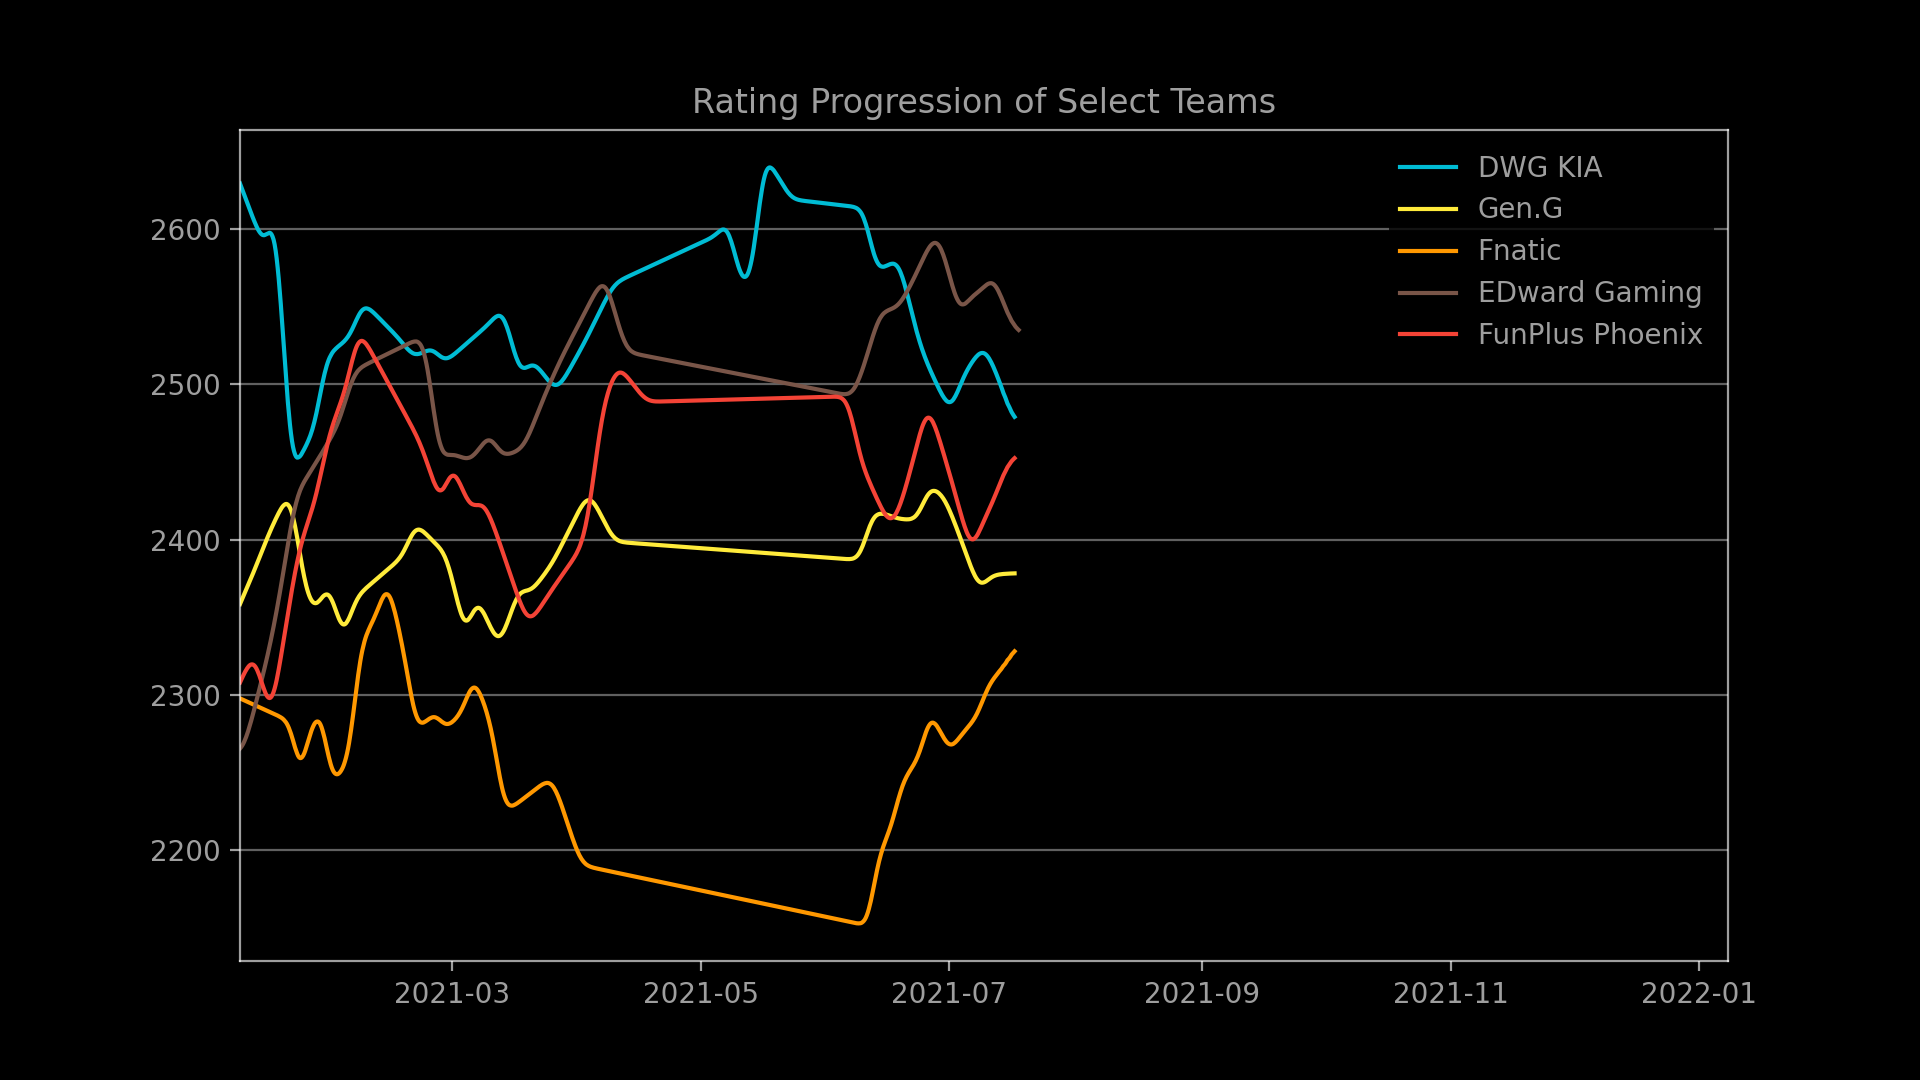 Rating Progression of Select Teams
DWG KIA
Gen.G
Fnatic
EDward Gaming
FunPlus Phoenix
2600
2500
2400
2300
2200
2021-03 2021-05 2021-07 2021-09 2021-11 2022-01